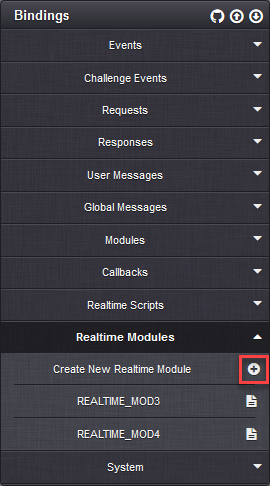 Bindings
Events
Challenge Events
Requests
Responses
User Messages
Global Messages
Modules
Callbacks
Realtime Scripts
Realtime Modules
Create New Realtime Module
REALTIME_MOD3
REALTIME_MOD4
System